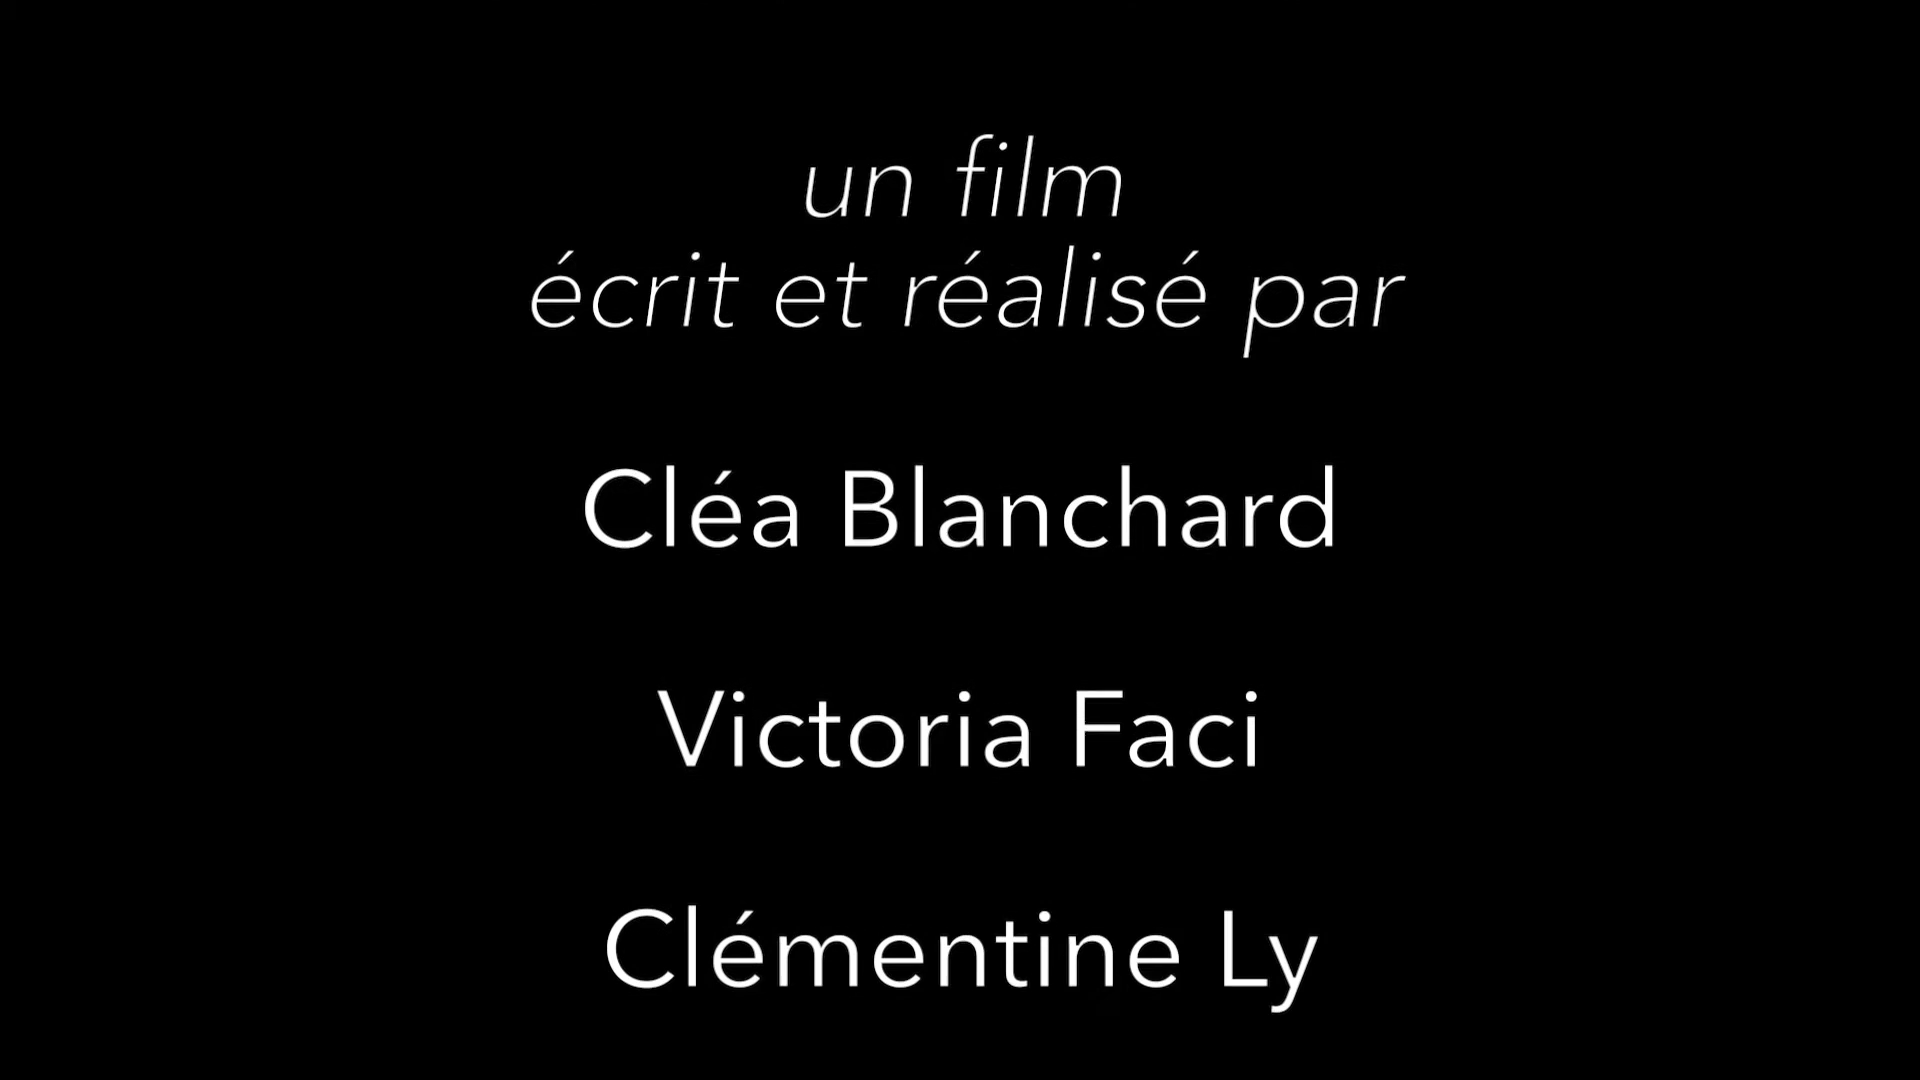 un film
écrit et réalisé par
Cléa Blanchard
Victoria Faci
Clémentine Ly